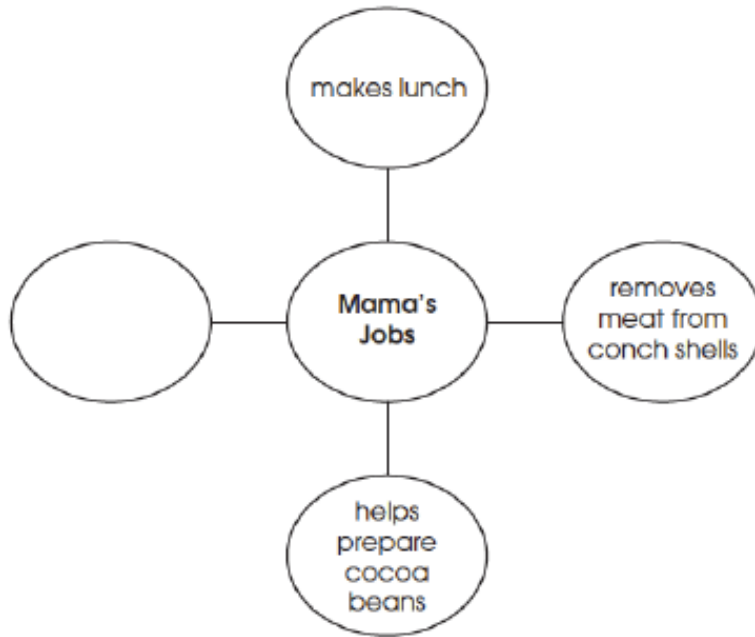 makes lunch
Mama's
Jobs
removes
meat from
conch shells
helps
prepare
cocoa
beans